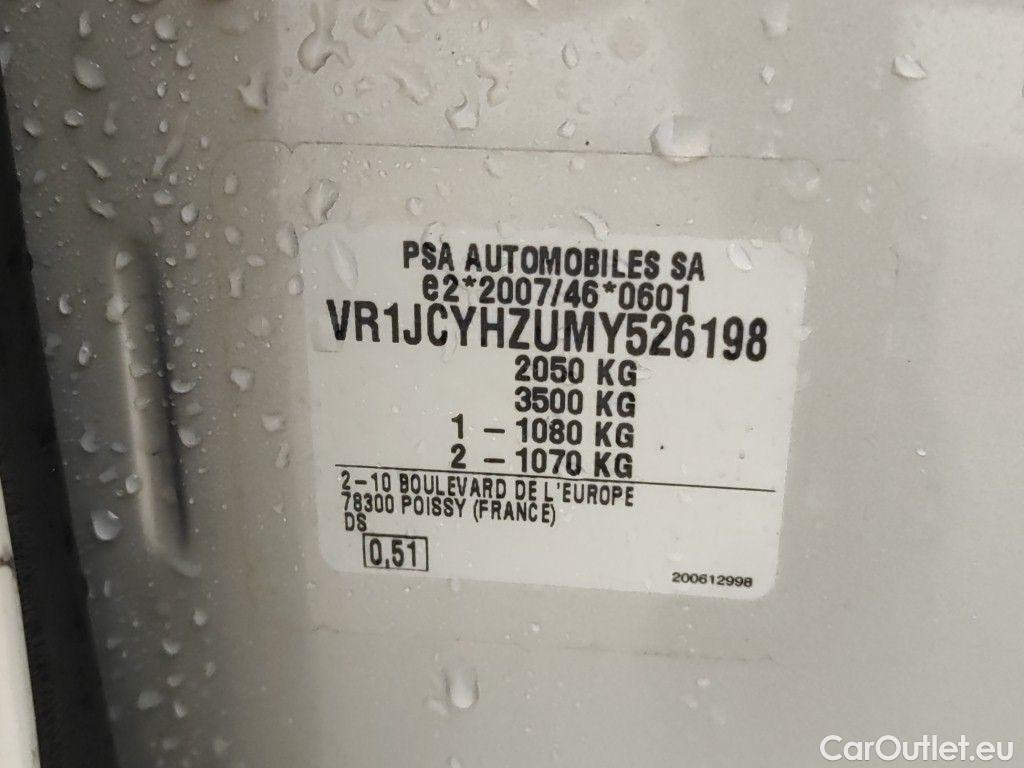 PSA AUTOMOBILES SA
e2*2007/46*0601
VR1JCYHZUMY526198
2050 KG
3500 KG
1 - 1080 KG
2 - 1070 KG
2-10 BOULEVARD DE L'EUROPE
78300 POISSY (FRANCE)
DS
0,51
200612998
CarOutlet.eu